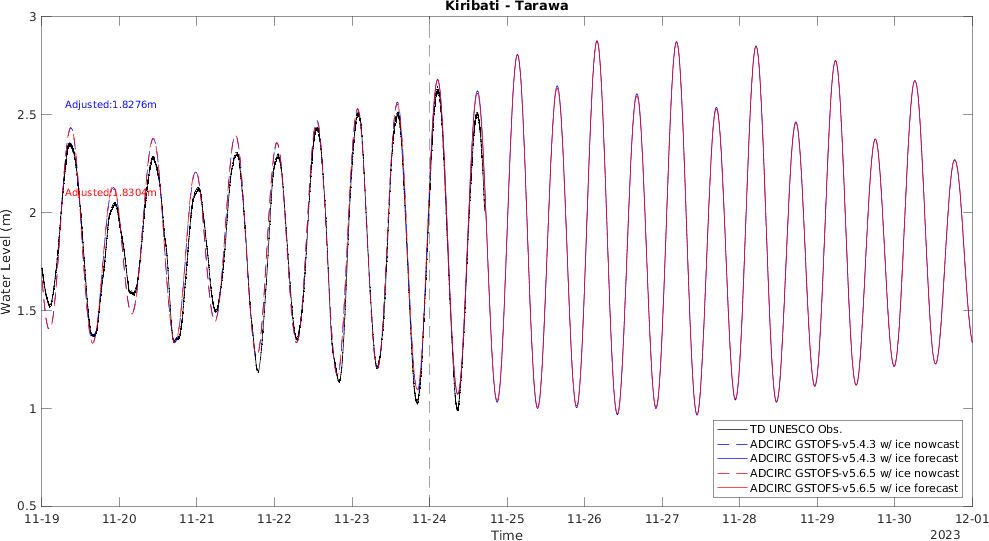 Kiribati - Tarawa
3
2.5
2
1.5
1
0.5
Water Level (m)
Adjusted:1.8276m
Adjusted:1.8304m
TD UNESCO Obs.
ADCIRC GSTOFS-v5.4.3 w/ ice nowcast
ADCIRC GSTOFS-v5.4.3 w/ ice forecast
ADCIRC GSTOFS-v5.6.5 w/ ice nowcast
ADCIRC GSTOFS-v5.6.5 w/ ice forecast
11-19 11-20 11-21 11-22 11-23 11-24 11-25 11-26 11-27 11-28 11-29 11-30 12-01
Time
2023